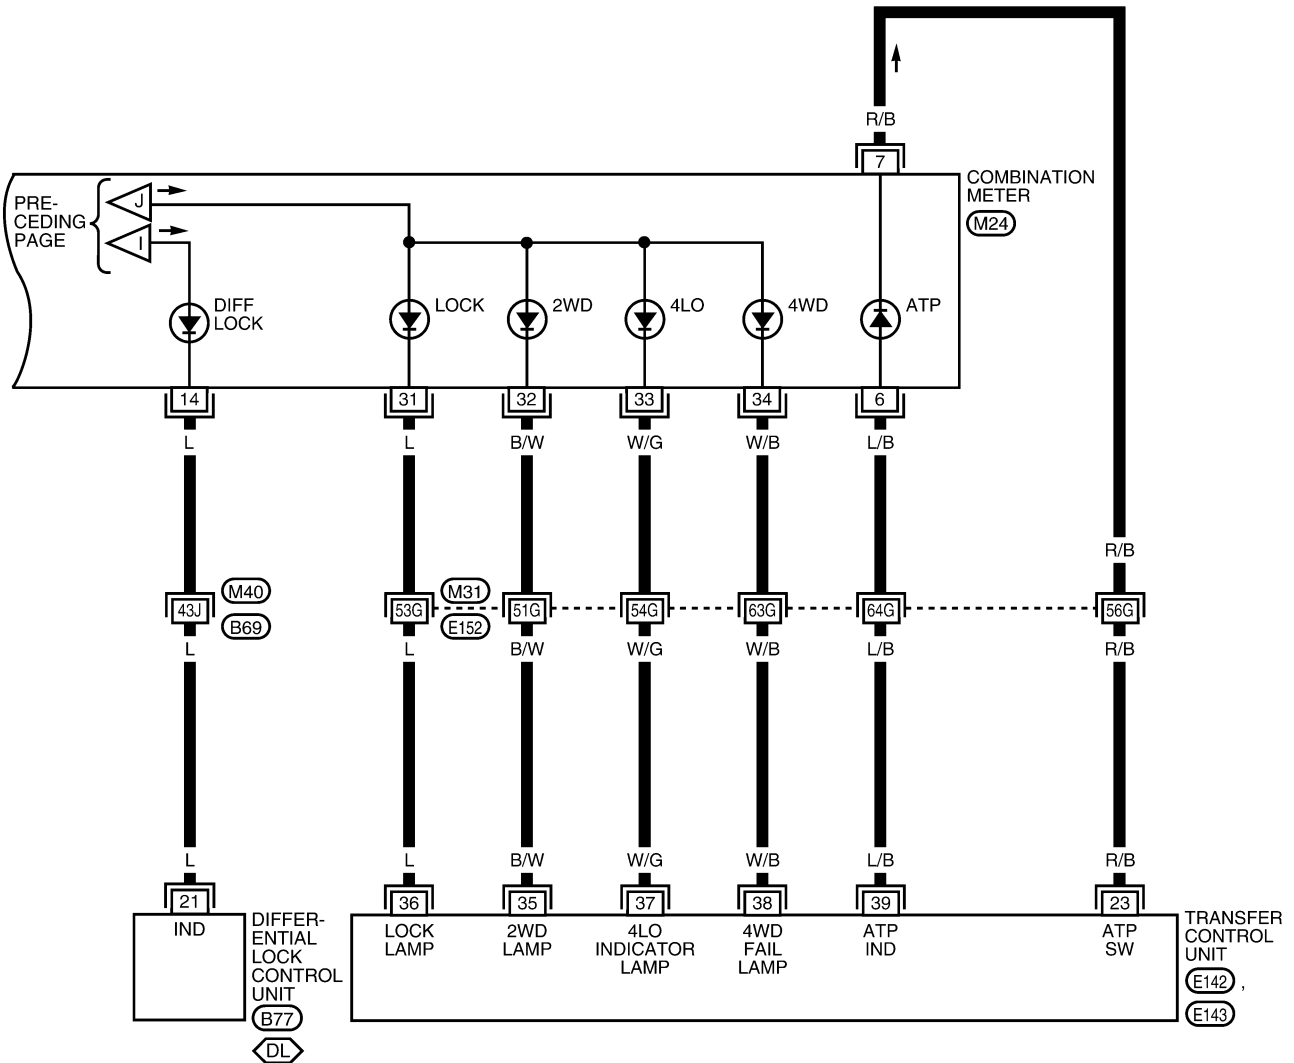 R/B
7
COMBINATION
METER
M24
PRE-
CEDING
PAGE
J
I
DIFF
LOCK
LOCK
2WD
4LO
4WD
ATP
14
31
32
33
34
6
L
L
B/W
W/G
W/B
L/B
R/B
43J
M40
B69
53G
M31
E152
51G
54G
63G
64G
56G
L
L
B/W
W/G
W/B
L/B
R/B
L
L
B/W
W/G
W/B
L/B
R/B
21
36
35
37
38
39
23
IND
DIFFER-
ENTIAL
LOCK
CONTROL
UNIT
B77
DL
LOCK
LAMP
2WD
LAMP
4LO
INDICATOR
LAMP
4WD
FAIL
LAMP
ATP
IND
ATP
SW
TRANSFER
CONTROL
UNIT
E142 ,
E143